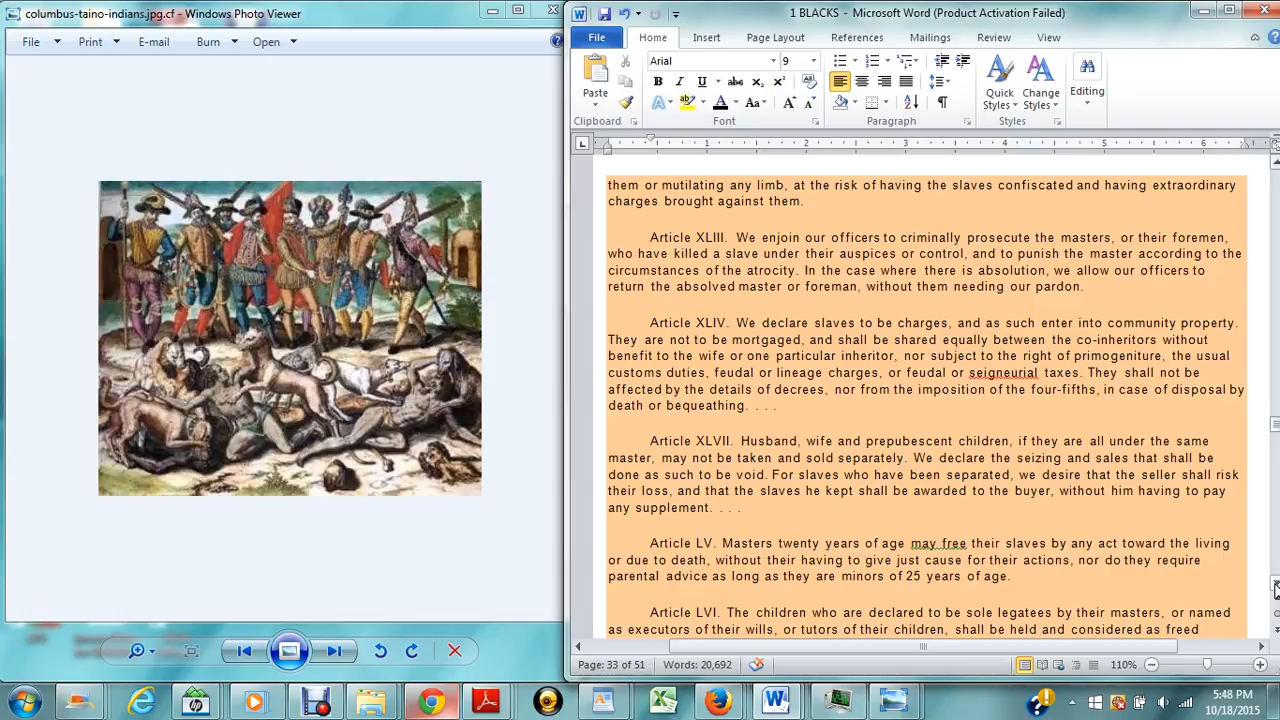 columbus-taino-indians.jpg.cf - Windows Photo Viewer
File Print E-mail Burn Open
1 BLACKS - Microsoft Word (Product Activation Failed)
File Home Insert Page Layout References Mailings Review View
Arial 9
Paste
Quick Styles
Change Styles
Editing
Clipboard Font Paragraph Styles
1 2 3 4 5 6
them or mutilating any limb, at the risk of having the slaves confiscated and having extraordinary
charges brought against them.
Article XLIII. We enjoin our officers to criminally prosecute the masters, or their foremen,
who have killed a slave under their auspices or control, and to punish the master according to the
circumstances of the atrocity. In the case where there is absolution, we allow our officers to
return the absolved master or foreman, without them needing our pardon.
Article XLIV. We declare slaves to be charges, and as such enter into community property.
They are not to be mortgaged, and shall be shared equally between the co-inheritors without
benefit to the wife or one particular inheritor, nor subject to the right of primogeniture, the usual
customs duties, feudal or lineage charges, or feudal or seigneurial taxes. They shall not be
affected by the details of decrees, nor from the imposition of the four-fifths, in case of disposal by
death or bequeathing. . . .
Article XLVII. Husband, wife and prepubescent children, if they are all under the same
master, may not be taken and sold separately. We declare the seizing and sales that shall be
done as such to be void. For slaves who have been separated, we desire that the seller shall risk
their loss, and that the slaves he kept shall be awarded to the buyer, without him having to pay
any supplement. . . .
Article LV. Masters twenty years of age may free their slaves by any act toward the living
or due to death, without their having to give just cause for their actions, nor do they require
parental advice as long as they are minors of 25 years of age.
Article LVI. The children who are declared to be sole legatees by their masters, or named
as executors of their wills, or tutors of their children, shall be held and considered as freed
Page: 33 of 51 Words: 20,692 110%
5:48 PM
10/18/2015